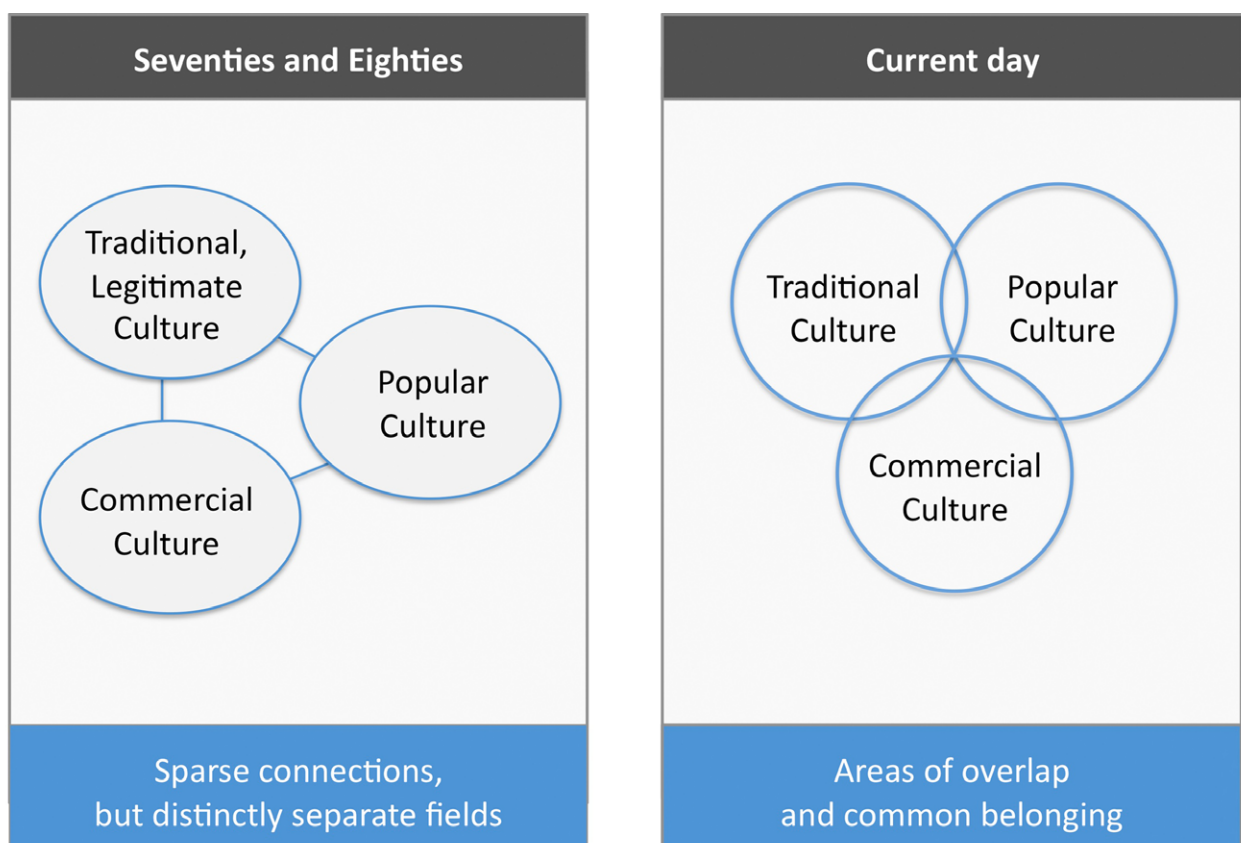 Seventies and Eighties
Traditional,
Legitimate
Culture
Popular
Culture
Commercial
Culture
Sparse connections,
but distinctly separate fields
Current day
Traditional
Culture
Popular
Culture
Commercial
Culture
Areas of overlap
and common belonging